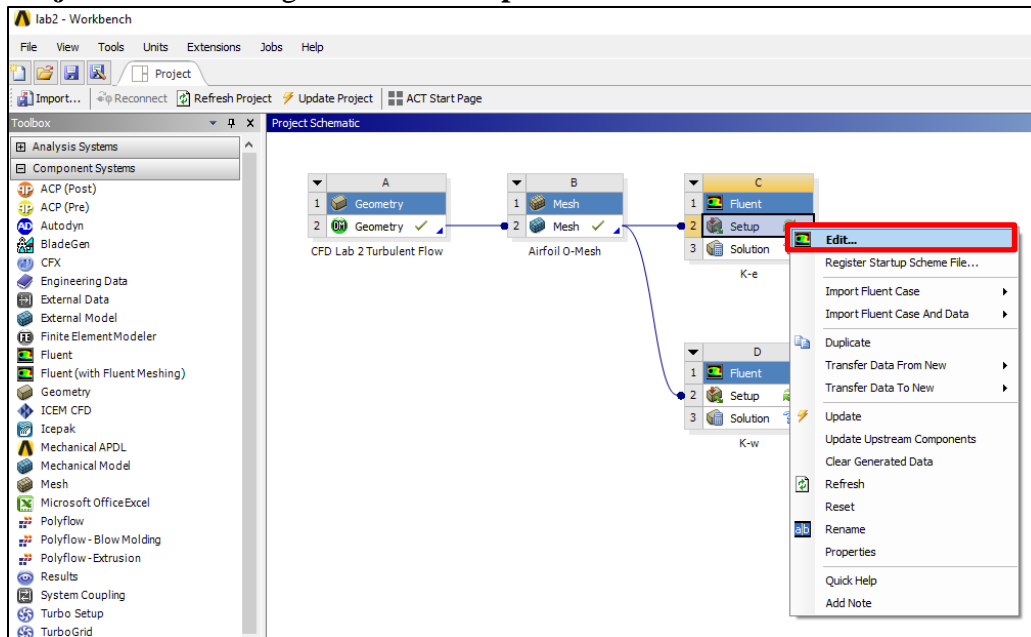 lab2 - Workbench
File View Tools Units Extensions Jobs Help
Project
Import... Reconnect Refresh Project Update Project ACT Start Page
Toolbox
Project Schematic
Analysis Systems
Component Systems
ACP (Post)
ACP (Pre)
Autodyn
BladeGen
CFX
Engineering Data
External Data
External Model
Finite Element Modeler
Fluent
Fluent (with Fluent Meshing)
Geometry
ICEM CFD
Icepak
Mechanical APDL
Mechanical Model
Mesh
Microsoft Office Excel
Polyflow
Polyflow - Blow Molding
Polyflow - Extrusion
Results
System Coupling
Turbo Setup
TurboGrid
A
1 Geometry
2 Geometry
CFD Lab 2 Turbulent Flow
B
1 Mesh
2 Mesh
Airfoil O-Mesh
C
1 Fluent
2 Setup
3 Solution
K-e
D
1 Fluent
2 Setup
3 Solution
K-w
Edit...
Register Startup Scheme File...
Import Fluent Case
Import Fluent Case And Data
Duplicate
Transfer Data From New
Transfer Data To New
Update
Update Upstream Components
Clear Generated Data
Refresh
Reset
Rename
Properties
Quick Help
Add Note